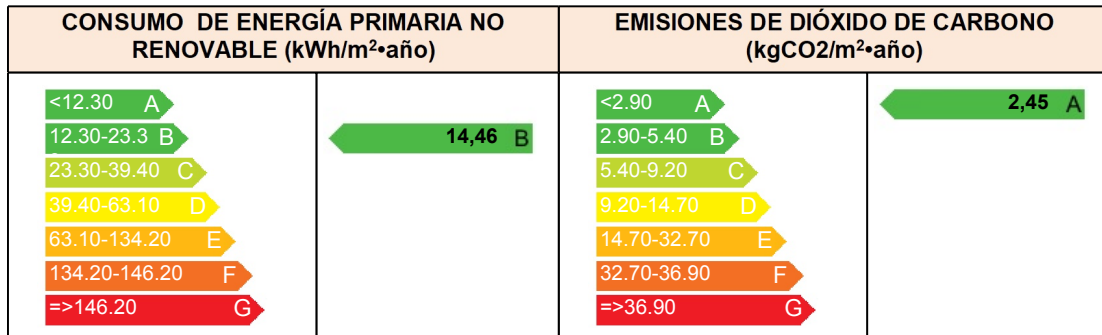 CONSUMO DE ENERGÍA PRIMARIA NO
RENOVABLE (kWh/m²•año)
<12.30 A
12.30-23.3 B
23.30-39.40 C
39.40-63.10 D
63.10-134.20 E
134.20-146.20 F
=>146.20 G
14,46 B
EMISIONES DE DIÓXIDO DE CARBONO
(kgCO2/m²•año)
<2.90 A
2.90-5.40 B
5.40-9.20 C
9.20-14.70 D
14.70-32.70 E
32.70-36.90 F
=>36.90 G
2,45 A